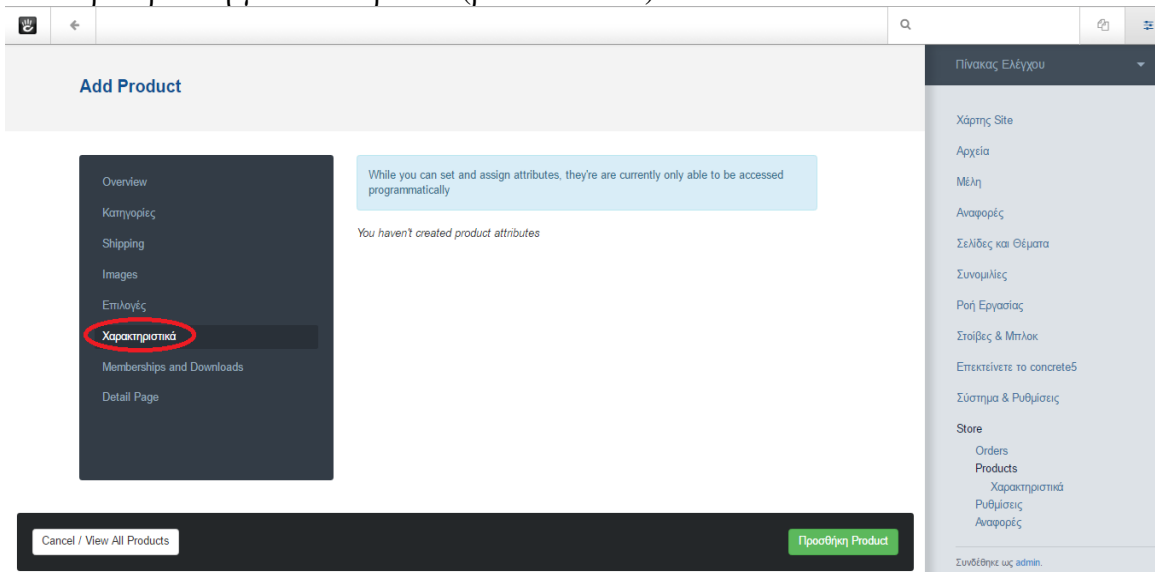 Πίνακας Ελέγχου
Add Product
Χάρτης Site
Αρχεία
Μέλη
Αναφορές
Σελίδες και Θέματα
Συνομιλίες
Ροή Εργασίας
Στοίβες & Μπλοκ
Επεκτείνετε το concrete5
Σύστημα & Ρυθμίσεις
Store
Orders
Products
Χαρακτηριστικά
Ρυθμίσεις
Αναφορές
Συνδέθηκε ως admin.
Overview
Κατηγορίες
Shipping
Images
Επιλογές
Χαρακτηριστικά
Memberships and Downloads
Detail Page
While you can set and assign attributes, they're are currently only able to be accessed
programmatically
You haven't created product attributes
Cancel / View All Products
Προσθήκη Product